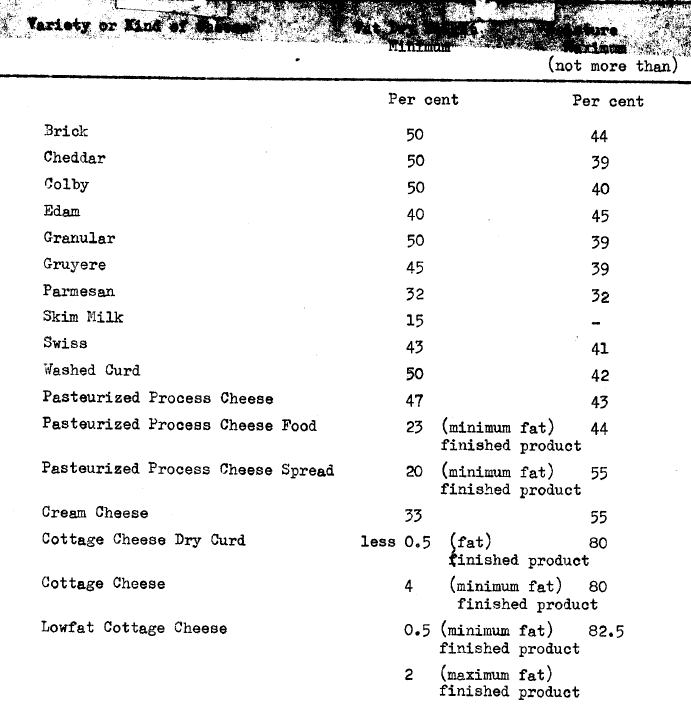 Variety or Kind of Cheese Fat Dry Moisture
Minimum Maximum
(not more than)
Per cent Per cent
Brick 50 44
Cheddar 50 39
Colby 50 40
Edam 40 45
Granular 50 39
Gruyere 45 39
Parmesan 32 32
Skim Milk 15 -
Swiss 43 41
Washed Curd 50 42
Pasteurized Process Cheese 47 43
Pasteurized Process Cheese Food 23 (minimum fat) 44
finished product
Pasteurized Process Cheese Spread 20 (minimum fat) 55
finished product
Cream Cheese 33 55
Cottage Cheese Dry Curd less 0.5 (fat) 80
finished product
Cottage Cheese 4 (minimum fat) 80
finished product
Lowfat Cottage Cheese 0.5 (minimum fat) 82.5
finished product
2 (maximum fat)
finished product